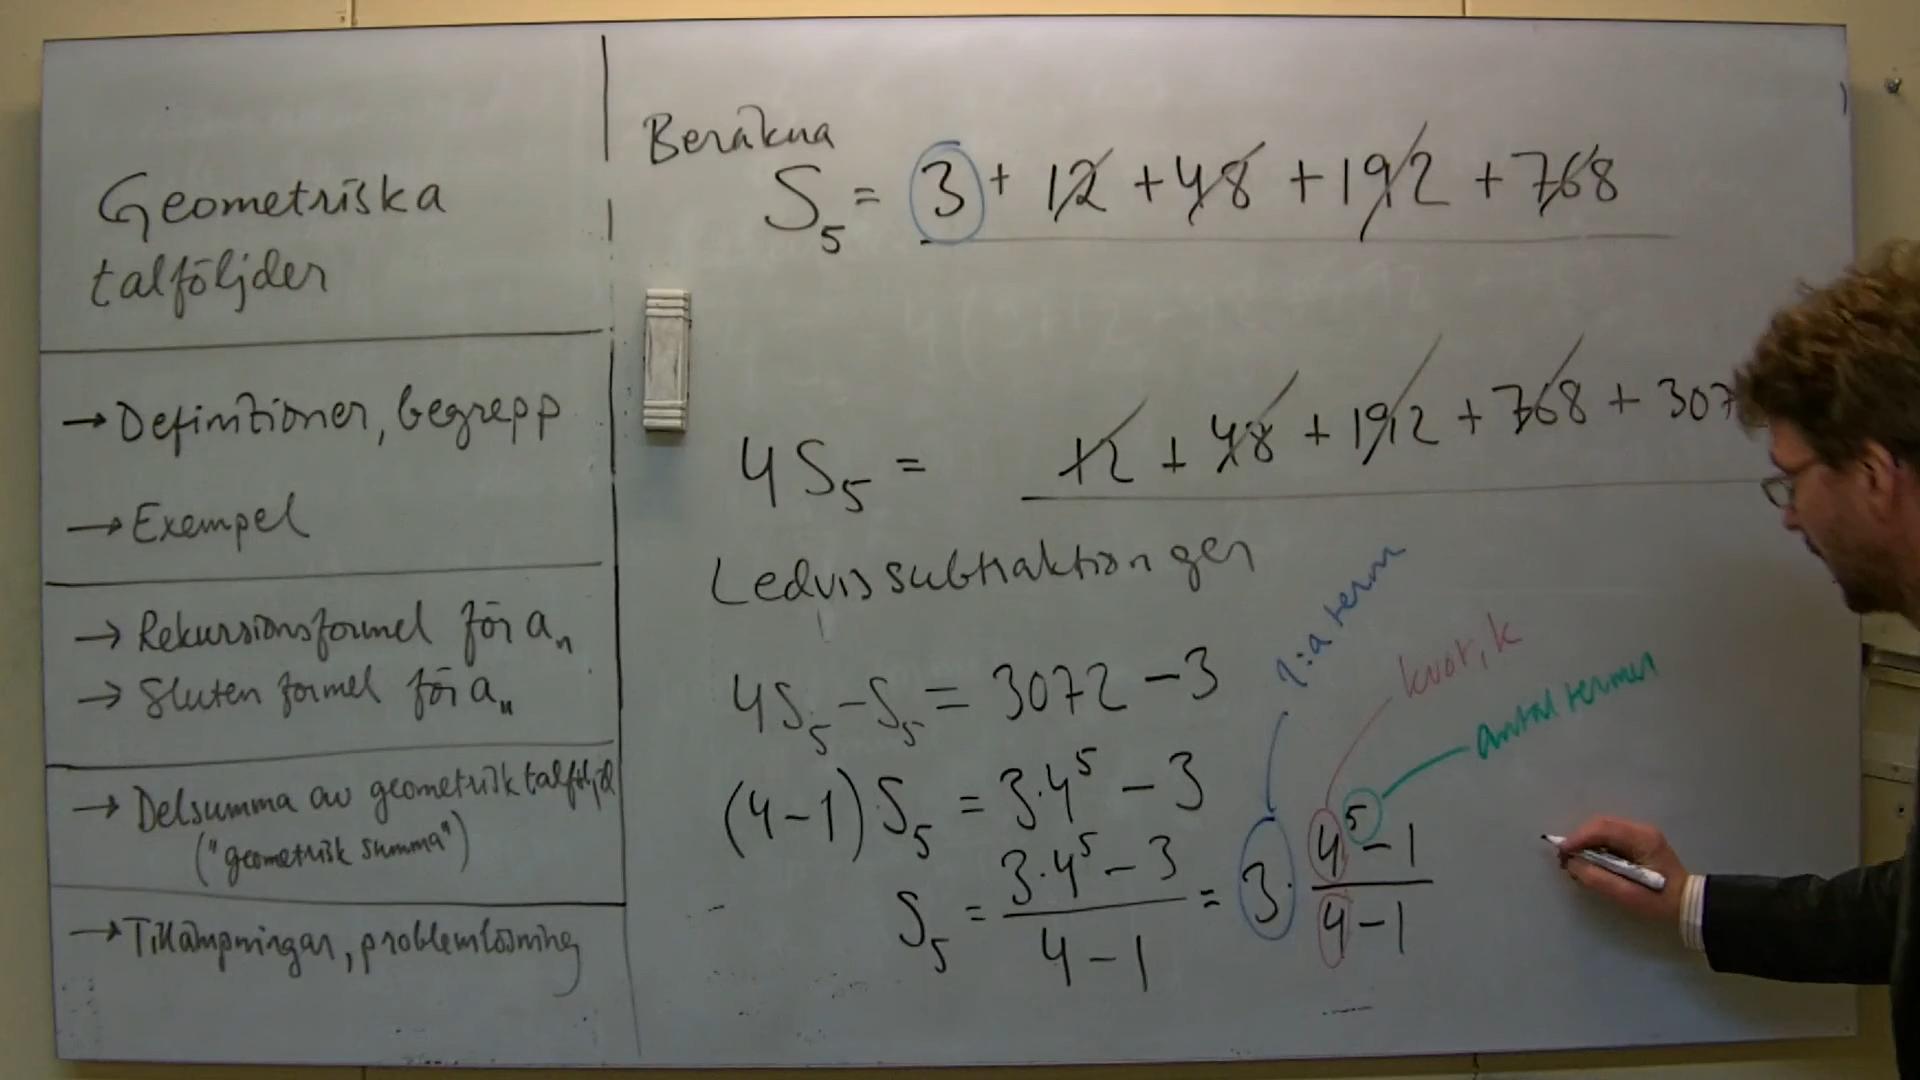 Geometriska
talföljder
→ Definitioner, begrepp
→ Exempel
→ Rekursionsformel för aₙ
→ Sluten formel för aₙ
→ Delsumma av geometrisk talföljd
("geometrisk summa")
→ Tillämpningar, problemlösning
Beräkna
S₅ = 3 + 12 + 48 + 192 + 768
4S₅ = 12 + 48 + 192 + 768 + 307
Ledvis subtraktion ger
4S₅ - S₅ = 3072 - 3
(4-1) S₅ = 3·4⁵ - 3
S₅ = (3·4⁵ - 3)/(4 - 1) = 3· (4⁵ - 1)/(4 - 1)
1:a term
kvot, k
antal termer